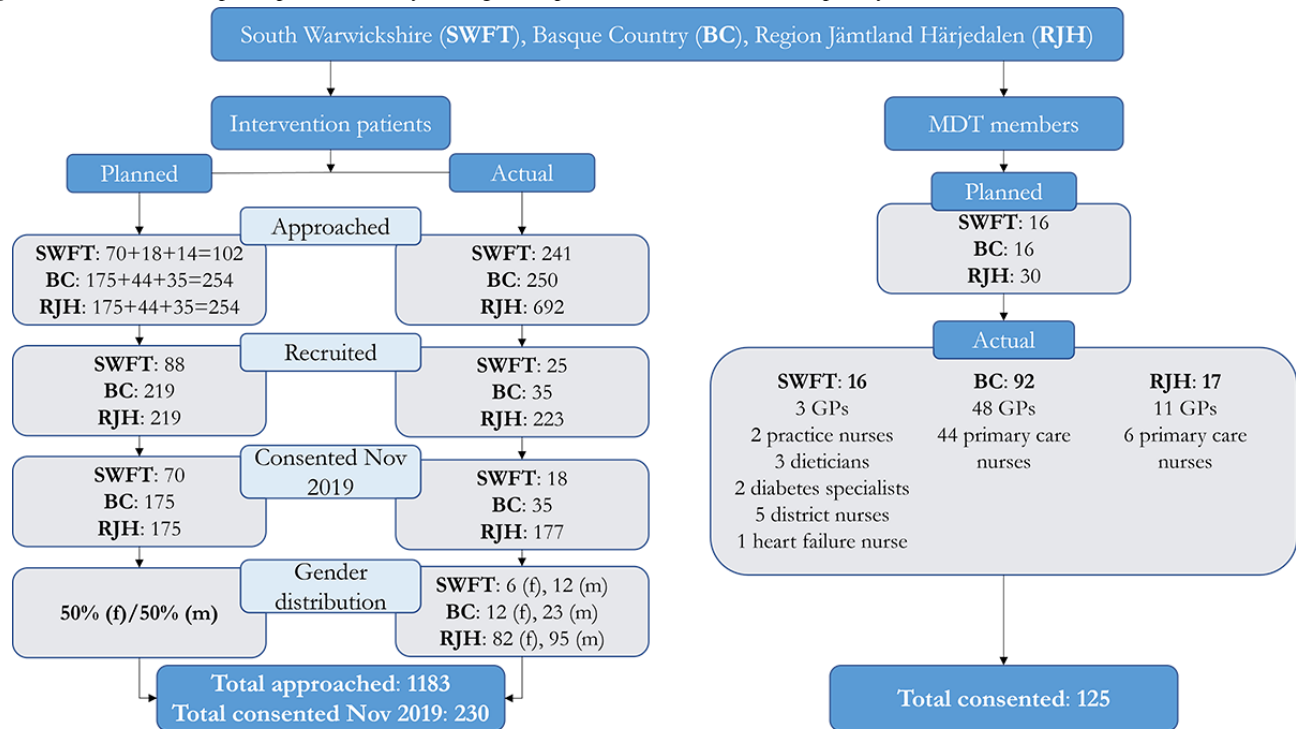 South Warwickshire (SWFT), Basque Country (BC), Region Jämtland Härjedalen (RJH)
Intervention patients
Planned
Actual
Approached
SWFT: 70+18+14=102
BC: 175+44+35=254
RJH: 175+44+35=254
SWFT: 241
BC: 250
RJH: 692
Recruited
SWFT: 88
BC: 219
RJH: 219
SWFT: 25
BC: 35
RJH: 223
Consented Nov
2019
SWFT: 70
BC: 175
RJH: 175
SWFT: 18
BC: 35
RJH: 177
Gender
distribution
50% (f)/50% (m)
SWFT: 6 (f), 12 (m)
BC: 12 (f), 23 (m)
RJH: 82 (f), 95 (m)
Total approached: 1183
Total consented Nov 2019: 230
MDT members
Planned
SWFT: 16
BC: 16
RJH: 30
Actual
SWFT: 16
3 GPs
2 practice nurses
3 dieticians
2 diabetes specialists
5 district nurses
1 heart failure nurse
BC: 92
48 GPs
44 primary care
nurses
RJH: 17
11 GPs
6 primary care
nurses
Total consented: 125